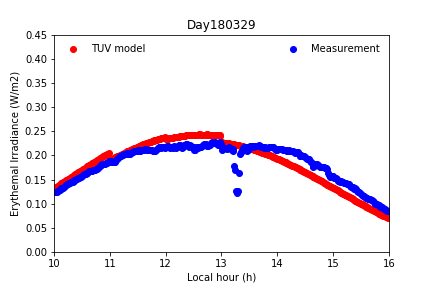 Day180329
TUV model
Measurement
Erythemal Irradiance (W/m2)
0.45
0.40
0.35
0.30
0.25
0.20
0.15
0.10
0.05
0.00
10 11 12 13 14 15 16
Local hour (h)